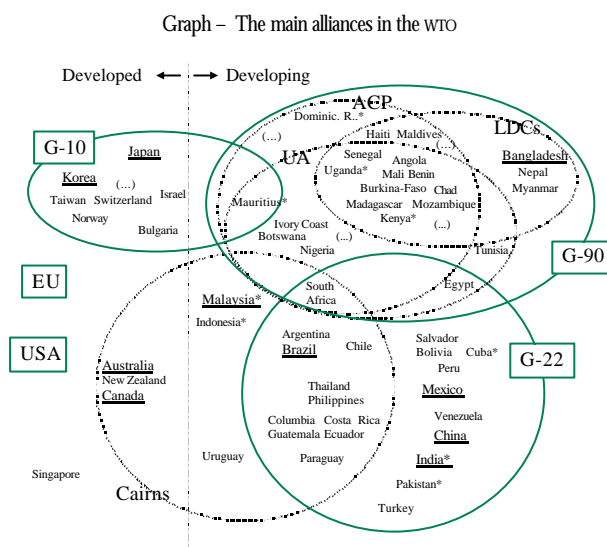 Graph – The main alliances in the WTO
Developed Developing
ACP
Dominic. R..*
LDCs
(...)
Haiti Maldives
(...)
G-10
Japan
UA
Senegal
Angola
Bangladesh
Korea
(...)
Uganda*
Mali Benin
Nepal
Israel
Burkina-Faso Chad
Myanmar
Taiwan Switzerland
Mauritius*
Madagascar Mozambique
Norway
Kenya*
(...)
Bulgaria
Ivory Coast
Botswana
(...)
Nigeria
Tunisia
G-90
EU
South
Africa
Egypt
Malaysia*
Indonesia*
USA
Argentina
Brazil
Chile
Salvador
Bolivia Cuba*
Peru
G-22
Australia
New Zealand
Canada
Thailand
Philippines
Mexico
Columbia Costa Rica
Guatemala Ecuador
Venezuela
China
Uruguay
Paraguay
India*
Singapore
Pakistan*
Cairns
Turkey